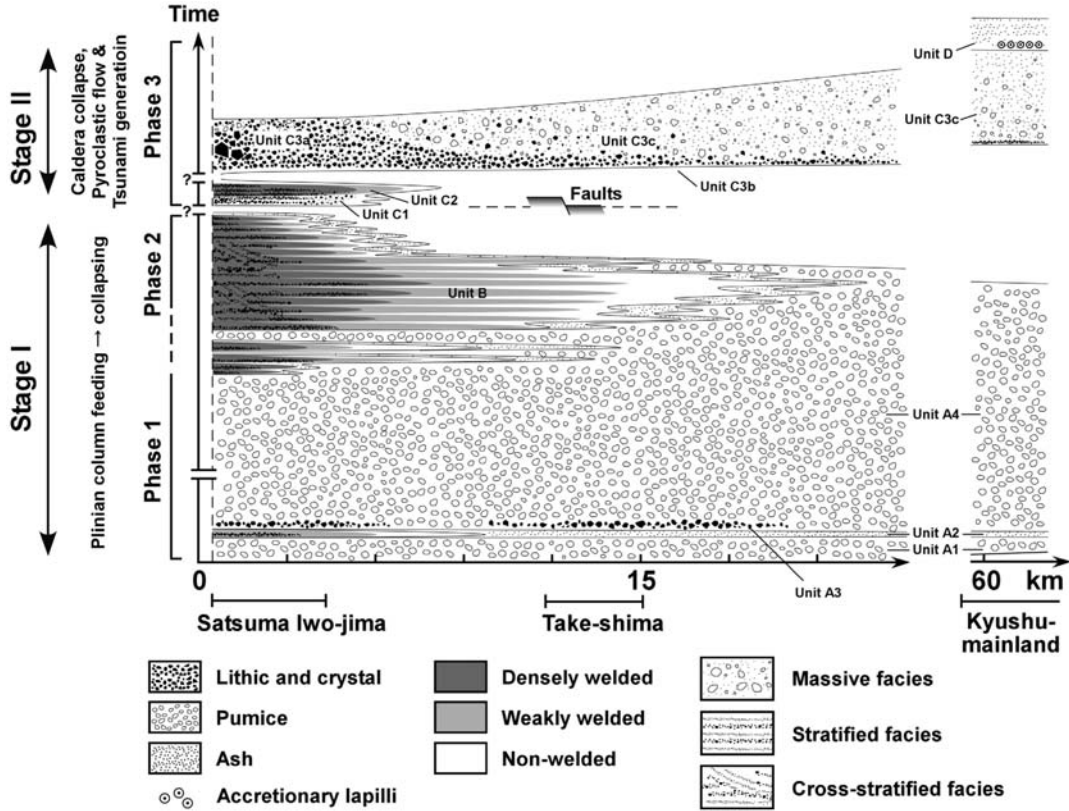 Time
Stage II
Caldera collapse,
Pyroclastic flow &
Tsunami generatioin
Phase 3
Unit D
Unit C3a
Unit C3c
Unit C3c
Unit C3b
?
Unit C2
Faults
?
Unit C1
Stage I
Plinian column feeding → collapsing
Phase 2
Unit B
Phase 1
Unit A4
Unit A2
Unit A1
Unit A3
0
15
60
km
Satsuma Iwo-jima
Take-shima
Kyushu-
mainland
Lithic and crystal
Densely welded
Massive facies
Pumice
Weakly welded
Stratified facies
Ash
Non-welded
Accretionary lapilli
Cross-stratified facies